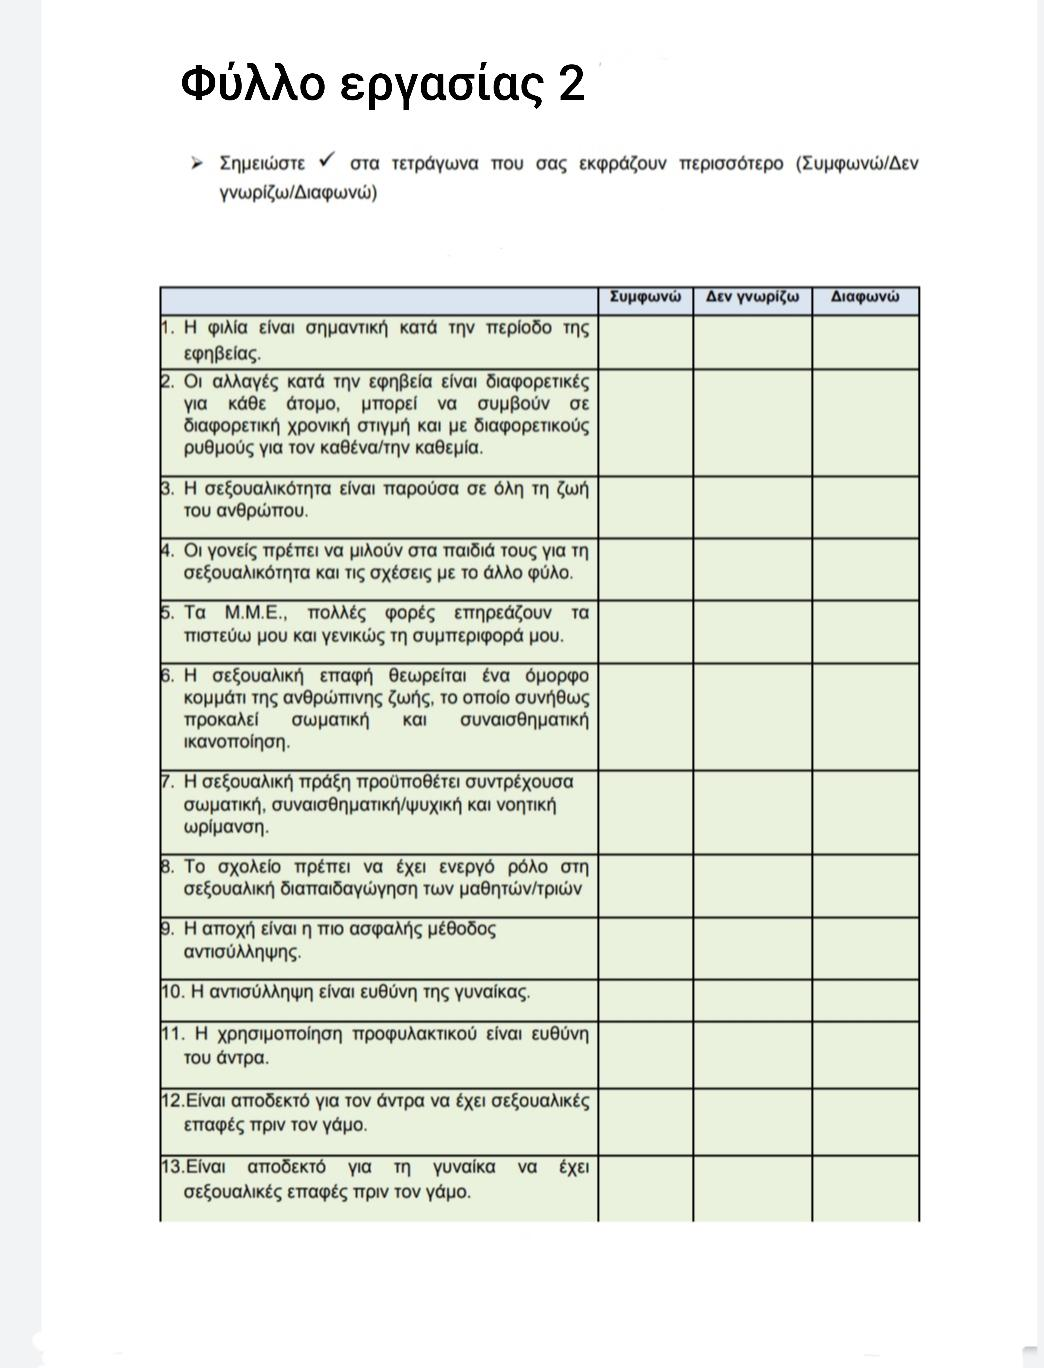 Φύλλο εργασίας 2
➤ Σημειώστε ✓ στα τετράγωνα που σας εκφράζουν περισσότερο (Συμφωνώ/Δεν
γνωρίζω/Διαφωνώ)
Συμφωνώ Δεν γνωρίζω Διαφωνώ
1. Η φιλία είναι σημαντική κατά την περίοδο της
εφηβείας.
2. Οι αλλαγές κατά την εφηβεία είναι διαφορετικές
για κάθε άτομο, μπορεί να συμβούν σε
διαφορετική χρονική στιγμή και με διαφορετικούς
ρυθμούς για τον καθένα/την καθεμία.
3. Η σεξουαλικότητα είναι παρούσα σε όλη τη ζωή
του ανθρώπου.
4. Οι γονείς πρέπει να μιλούν στα παιδιά τους για τη
σεξουαλικότητα και τις σχέσεις με το άλλο φύλο.
5. Τα Μ.Μ.Ε., πολλές φορές επηρεάζουν τα
πιστεύω μου και γενικώς τη συμπεριφορά μου.
6. Η σεξουαλική επαφή θεωρείται ένα όμορφο
κομμάτι της ανθρώπινης ζωής, το οποίο συνήθως
προκαλεί σωματική και συναισθηματική
ικανοποίηση.
7. Η σεξουαλική πράξη προϋποθέτει συντρέχουσα
σωματική, συναισθηματική/ψυχική και νοητική
ωρίμανση.
8. Το σχολείο πρέπει να έχει ενεργό ρόλο στη
σεξουαλική διαπαιδαγώγηση των μαθητών/τριών
9. Η αποχή είναι η πιο ασφαλής μέθοδος
αντισύλληψης.
10. Η αντισύλληψη είναι ευθύνη της γυναίκας.
11. Η χρησιμοποίηση προφυλακτικού είναι ευθύνη
του άντρα.
12.Είναι αποδεκτό για τον άντρα να έχει σεξουαλικές
επαφές πριν τον γάμο.
13.Είναι αποδεκτό για τη γυναίκα να έχει
σεξουαλικές επαφές πριν τον γάμο.